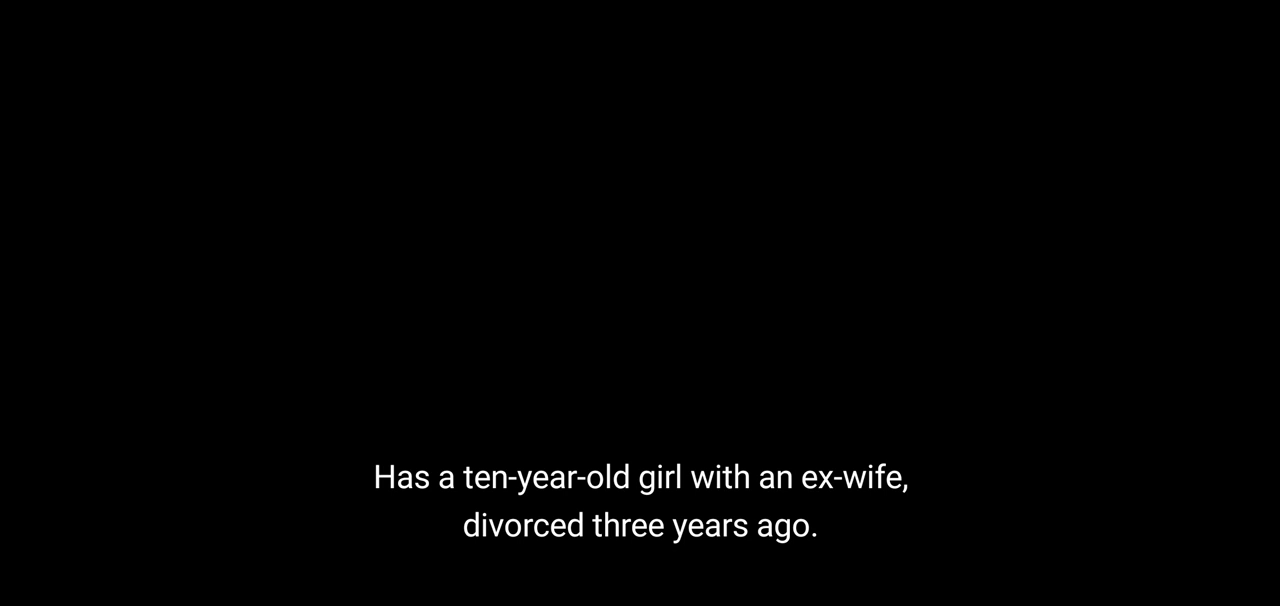 Has a ten-year-old girl with an ex-wife,
divorced three years ago.